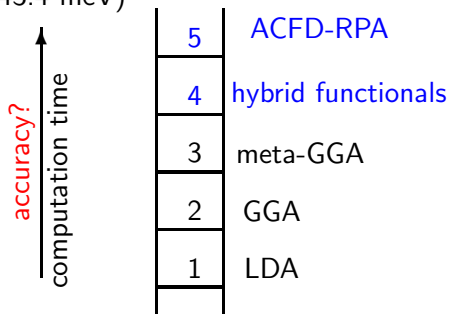 5 ACFD-RPA
4 hybrid functionals
3 meta-GGA
2 GGA
1 LDA
accuracy?
computation time